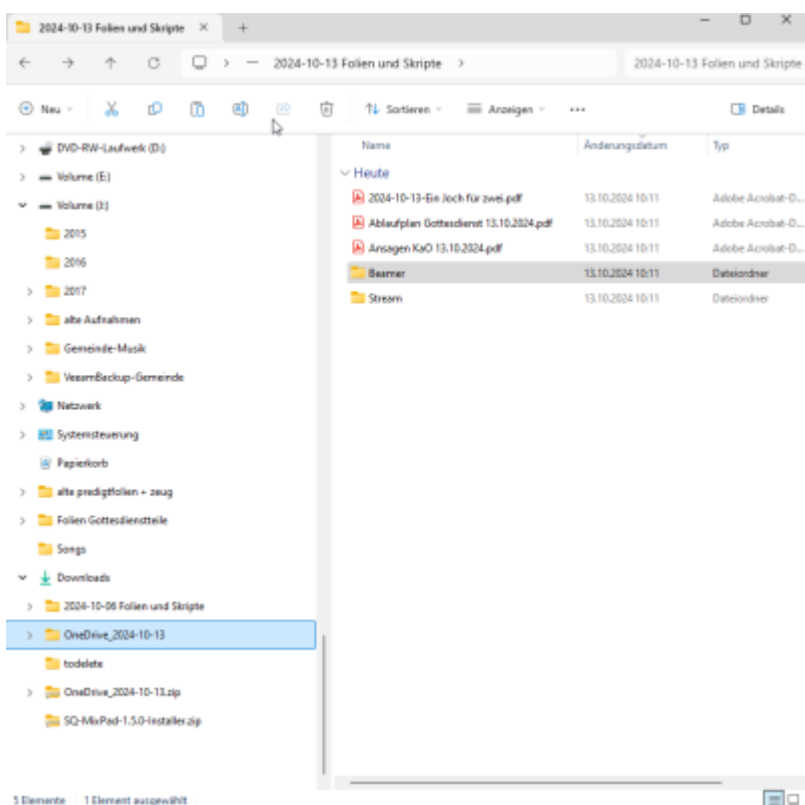 2024-10-13 Folien und Skripte
2024-10-13 Folien und Skripte
2024-10-13 Folien und Skripte
Neu
Sortieren
Anzeigen
Details
DVD-RW-Laufwerk (D:)
Volume (E:)
Volume (I:)
2015
2016
2017
alte Aufnahmen
Gemeinde-Musik
VeeamBackup-Gemeinde
Netzwerk
Systemsteuerung
Papierkorb
alte predigtfolien + zeug
Folien Gottesdienstteile
Songs
Downloads
2024-10-06 Folien und Skripte
OneDrive_2024-10-13
todelete
OneDrive_2024-10-13.zip
SQ-MixPad-1.5.0-Installer.zip
Name Änderungsdatum Typ
Heute
2024-10-13-Ein Joch für zwei.pdf 13.10.2024 10:11 Adobe Acrobat-D...
Ablaufplan Gottesdienst 13.10.2024.pdf 13.10.2024 10:11 Adobe Acrobat-D...
Ansagen KaO 13.10.2024.pdf 13.10.2024 10:11 Adobe Acrobat-D...
Beamer 13.10.2024 10:11 Dateiordner
Stream 13.10.2024 10:11 Dateiordner
5 Elemente 1 Element ausgewählt